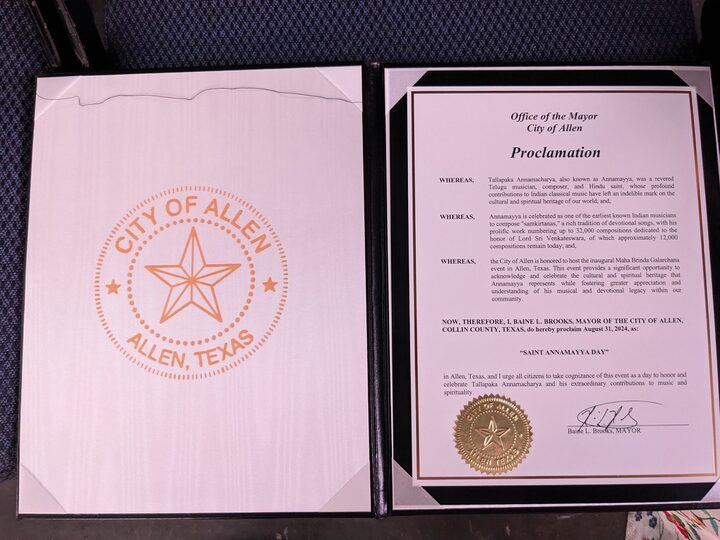 CITY OF ALLEN
ALLEN, TEXAS
Office of the Mayor
City of Allen
Proclamation
WHEREAS, Tallapaka Annamacharya, also known as Annamayya, was a revered
Telugu musician, composer, and Hindu saint, whose profound
contributions to Indian classical music have left an indelible mark on the
cultural and spiritual heritage of our world; and,
WHEREAS, Annamayya is celebrated as one of the earliest known Indian musicians
to compose "samkirtanas," a rich tradition of devotional songs, with his
prolific work numbering up to 32,000 compositions dedicated to the
honor of Lord Sri Venkateswara, of which approximately 12,000
compositions remain today; and,
WHEREAS, the City of Allen is honored to host the inaugural Maha Brinda Galarchana
event in Allen, Texas. This event provides a significant opportunity to
acknowledge and celebrate the cultural and spiritual heritage that
Annamayya represents while fostering greater appreciation and
understanding of his musical and devotional legacy within our
community.
NOW, THEREFORE, I, BAINE L. BROOKS, MAYOR OF THE CITY OF ALLEN,
COLLIN COUNTY, TEXAS, do hereby proclaim August 31, 2024, as:
"SAINT ANNAMAYYA DAY"
in Allen, Texas, and I urge all citizens to take cognizance of this event as a day to honor and
celebrate Tallapaka Annamacharya and his extraordinary contributions to music and
spirituality.
CITY OF ALLEN
ALLEN TEXAS
Baine L. Brooks, MAYOR